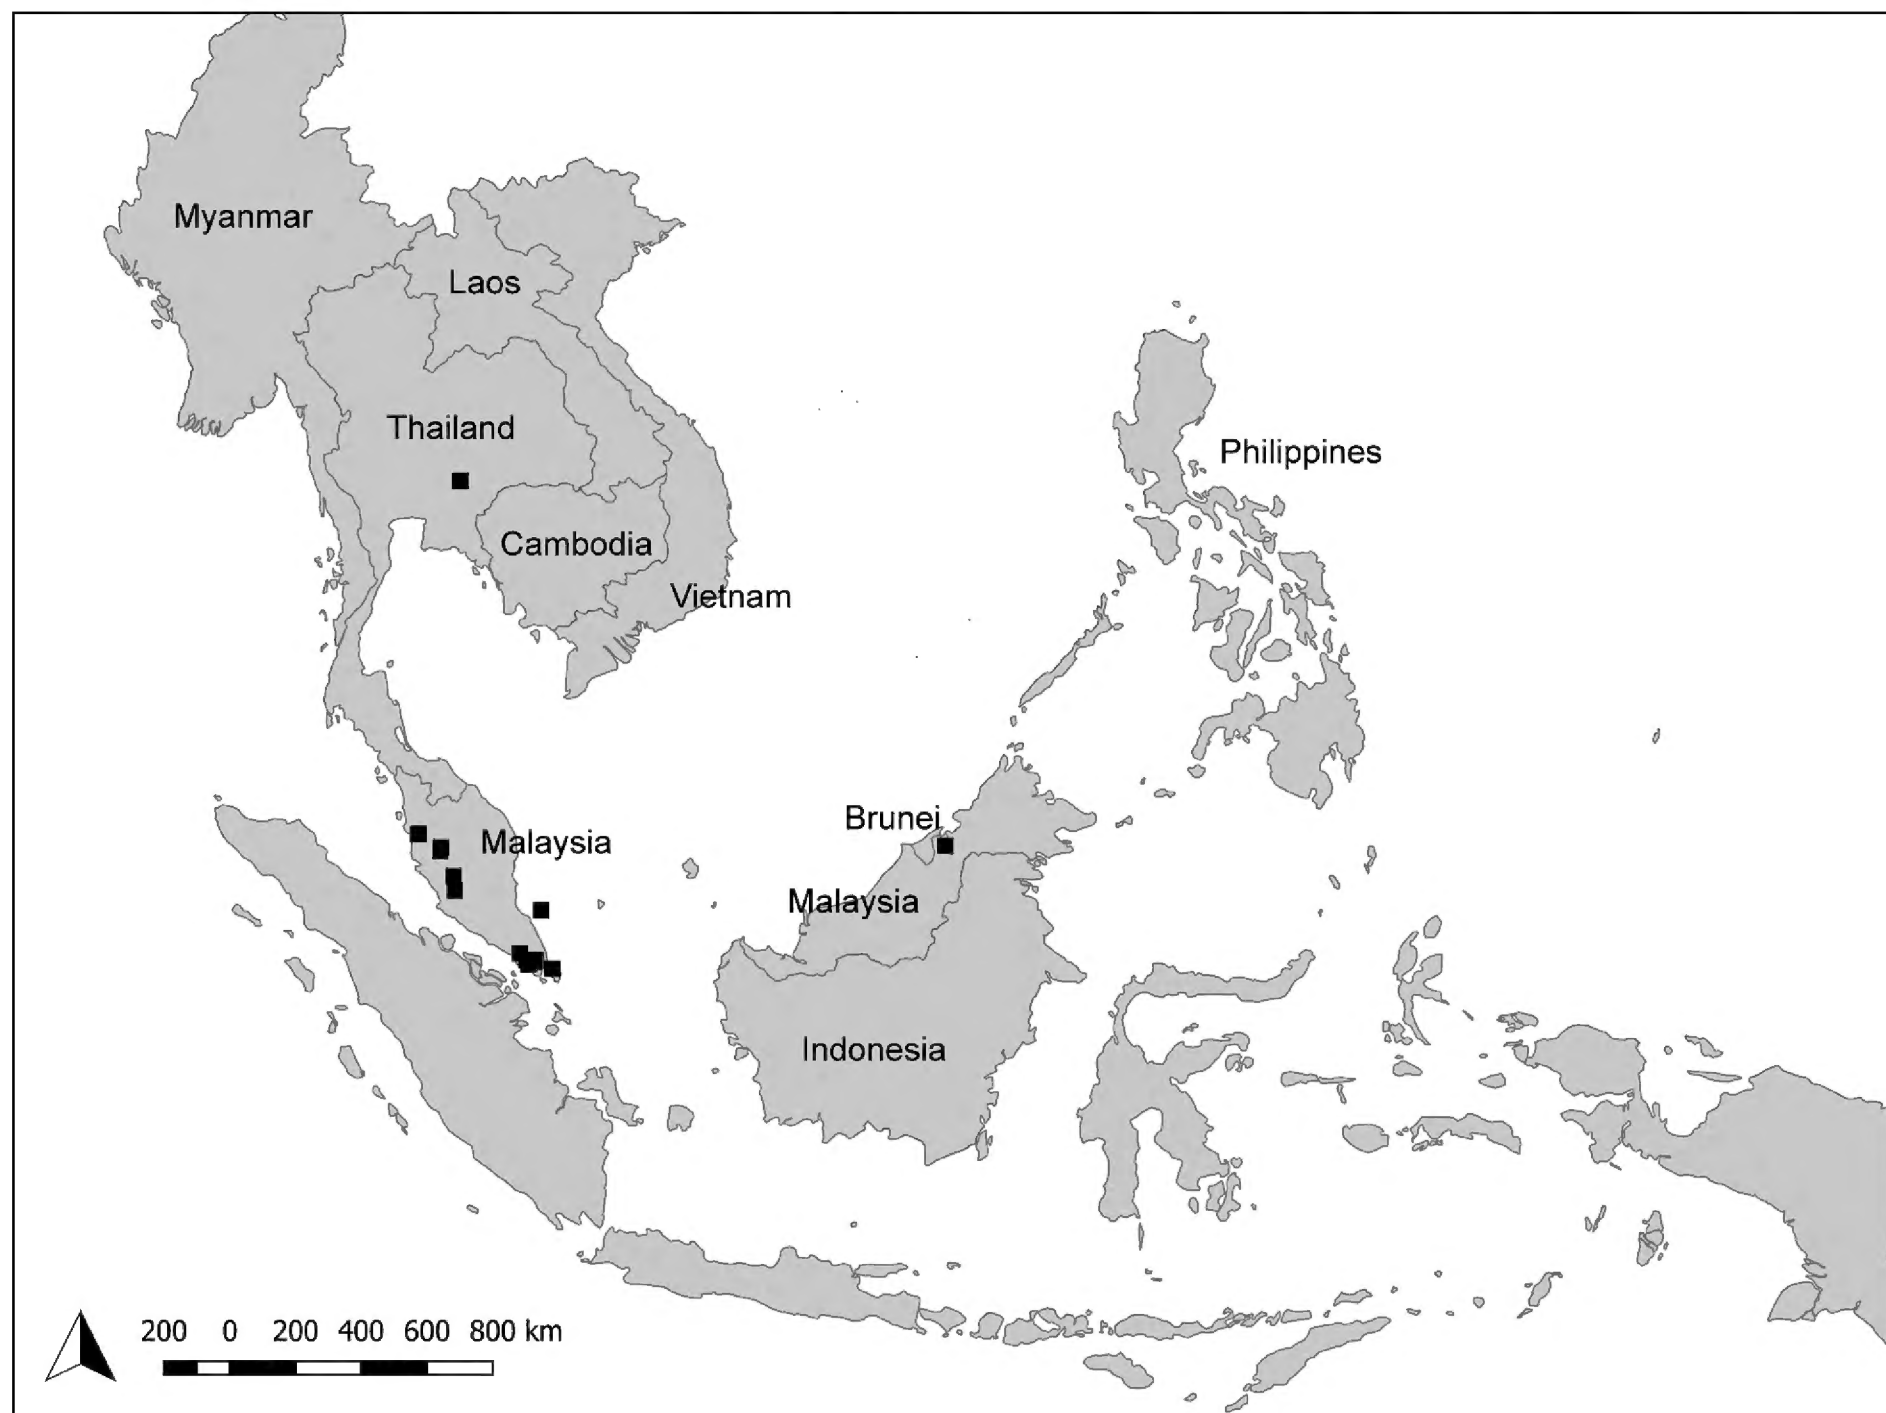 Myanmar
Laos
Thailand
Philippines
Cambodia
Vietnam
Brunei
Malaysia
Malaysia
Indonesia
200 0 200 400 600 800 km